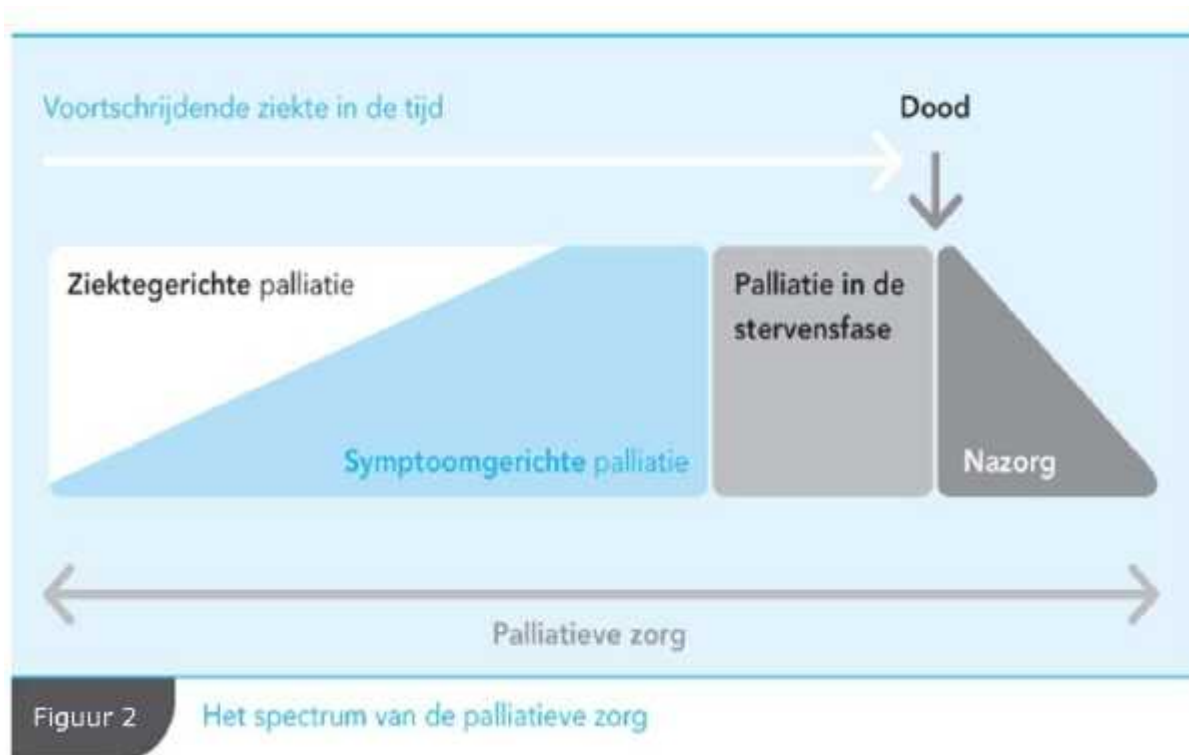 Voortschrijdende ziekte in de tijd
Dood
Ziektegerichte palliatie
Palliatie in de
stervensfase
Symptoomgerichte palliatie
Nazorg
Palliatieve zorg
Figuur 2
Het spectrum van de palliatieve zorg